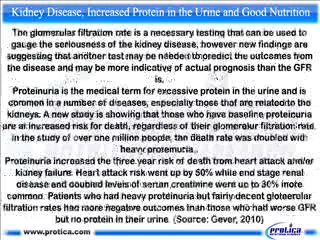 Kidney Disease, Increased Protein in the Urine and Good Nutrition
The glomerular filtration rate is a necessary testing that can be used to
gauge the seriousness of the kidney disease, however new findings are
suggesting that another test may be needed to predict the outcomes from
the disease and may be more indicative of actual prognosis than the GFR
is.
Proteinuria is the medical term for excessive protein in the urine and is
common in a number of diseases, especially those that are related to the
kidneys. A new study is showing that those who have baseline proteinuria
are at increased risk for death, regardless of their glomerular filtration rate.
In the study of over one million people, the death rate was doubled with
heavy proteinuria.
Proteinuria increased the three year risk of death from heart attack and/or
kidney failure. Heart attack risk went up by 50% while end stage renal
disease and doubled levels of serum creatinine went up to 30% more
common. Patients who had heavy proteinuria but fairly decent glomerular
filtration rates had more negative outcomes than those who had worse GFR
but no protein in their urine. (Source: Gever, 2010)
www.protica.com
protica